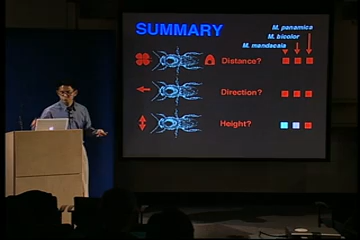 SUMMARY
M. panamica
M. bicolor
M. mandacaia
Distance?
Direction?
Height?